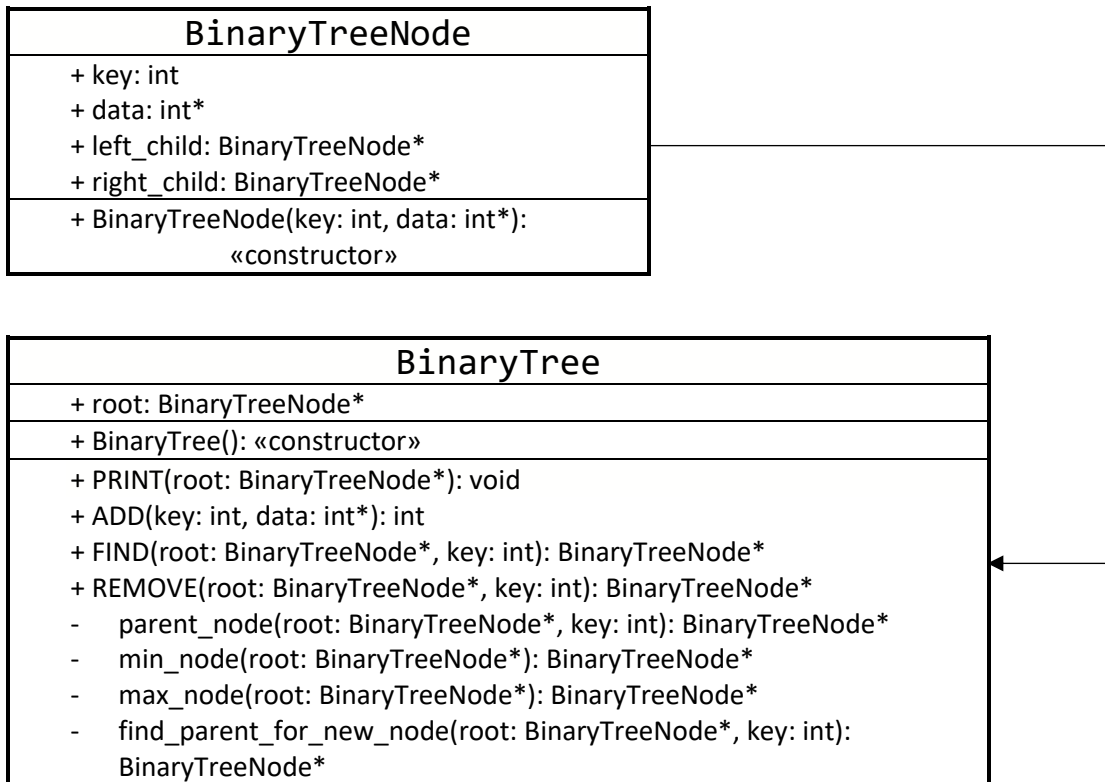 BinaryTreeNode
+ key: int
+ data: int*
+ left_child: BinaryTreeNode*
+ right_child: BinaryTreeNode*
+ BinaryTreeNode(key: int, data: int*):
«constructor»
BinaryTree
+ root: BinaryTreeNode*
+ BinaryTree(): «constructor»
+ PRINT(root: BinaryTreeNode*): void
+ ADD(key: int, data: int*): int
+ FIND(root: BinaryTreeNode*, key: int): BinaryTreeNode*
+ REMOVE(root: BinaryTreeNode*, key: int): BinaryTreeNode*
- parent_node(root: BinaryTreeNode*, key: int): BinaryTreeNode*
- min_node(root: BinaryTreeNode*): BinaryTreeNode*
- max_node(root: BinaryTreeNode*): BinaryTreeNode*
- find_parent_for_new_node(root: BinaryTreeNode*, key: int):
BinaryTreeNode*